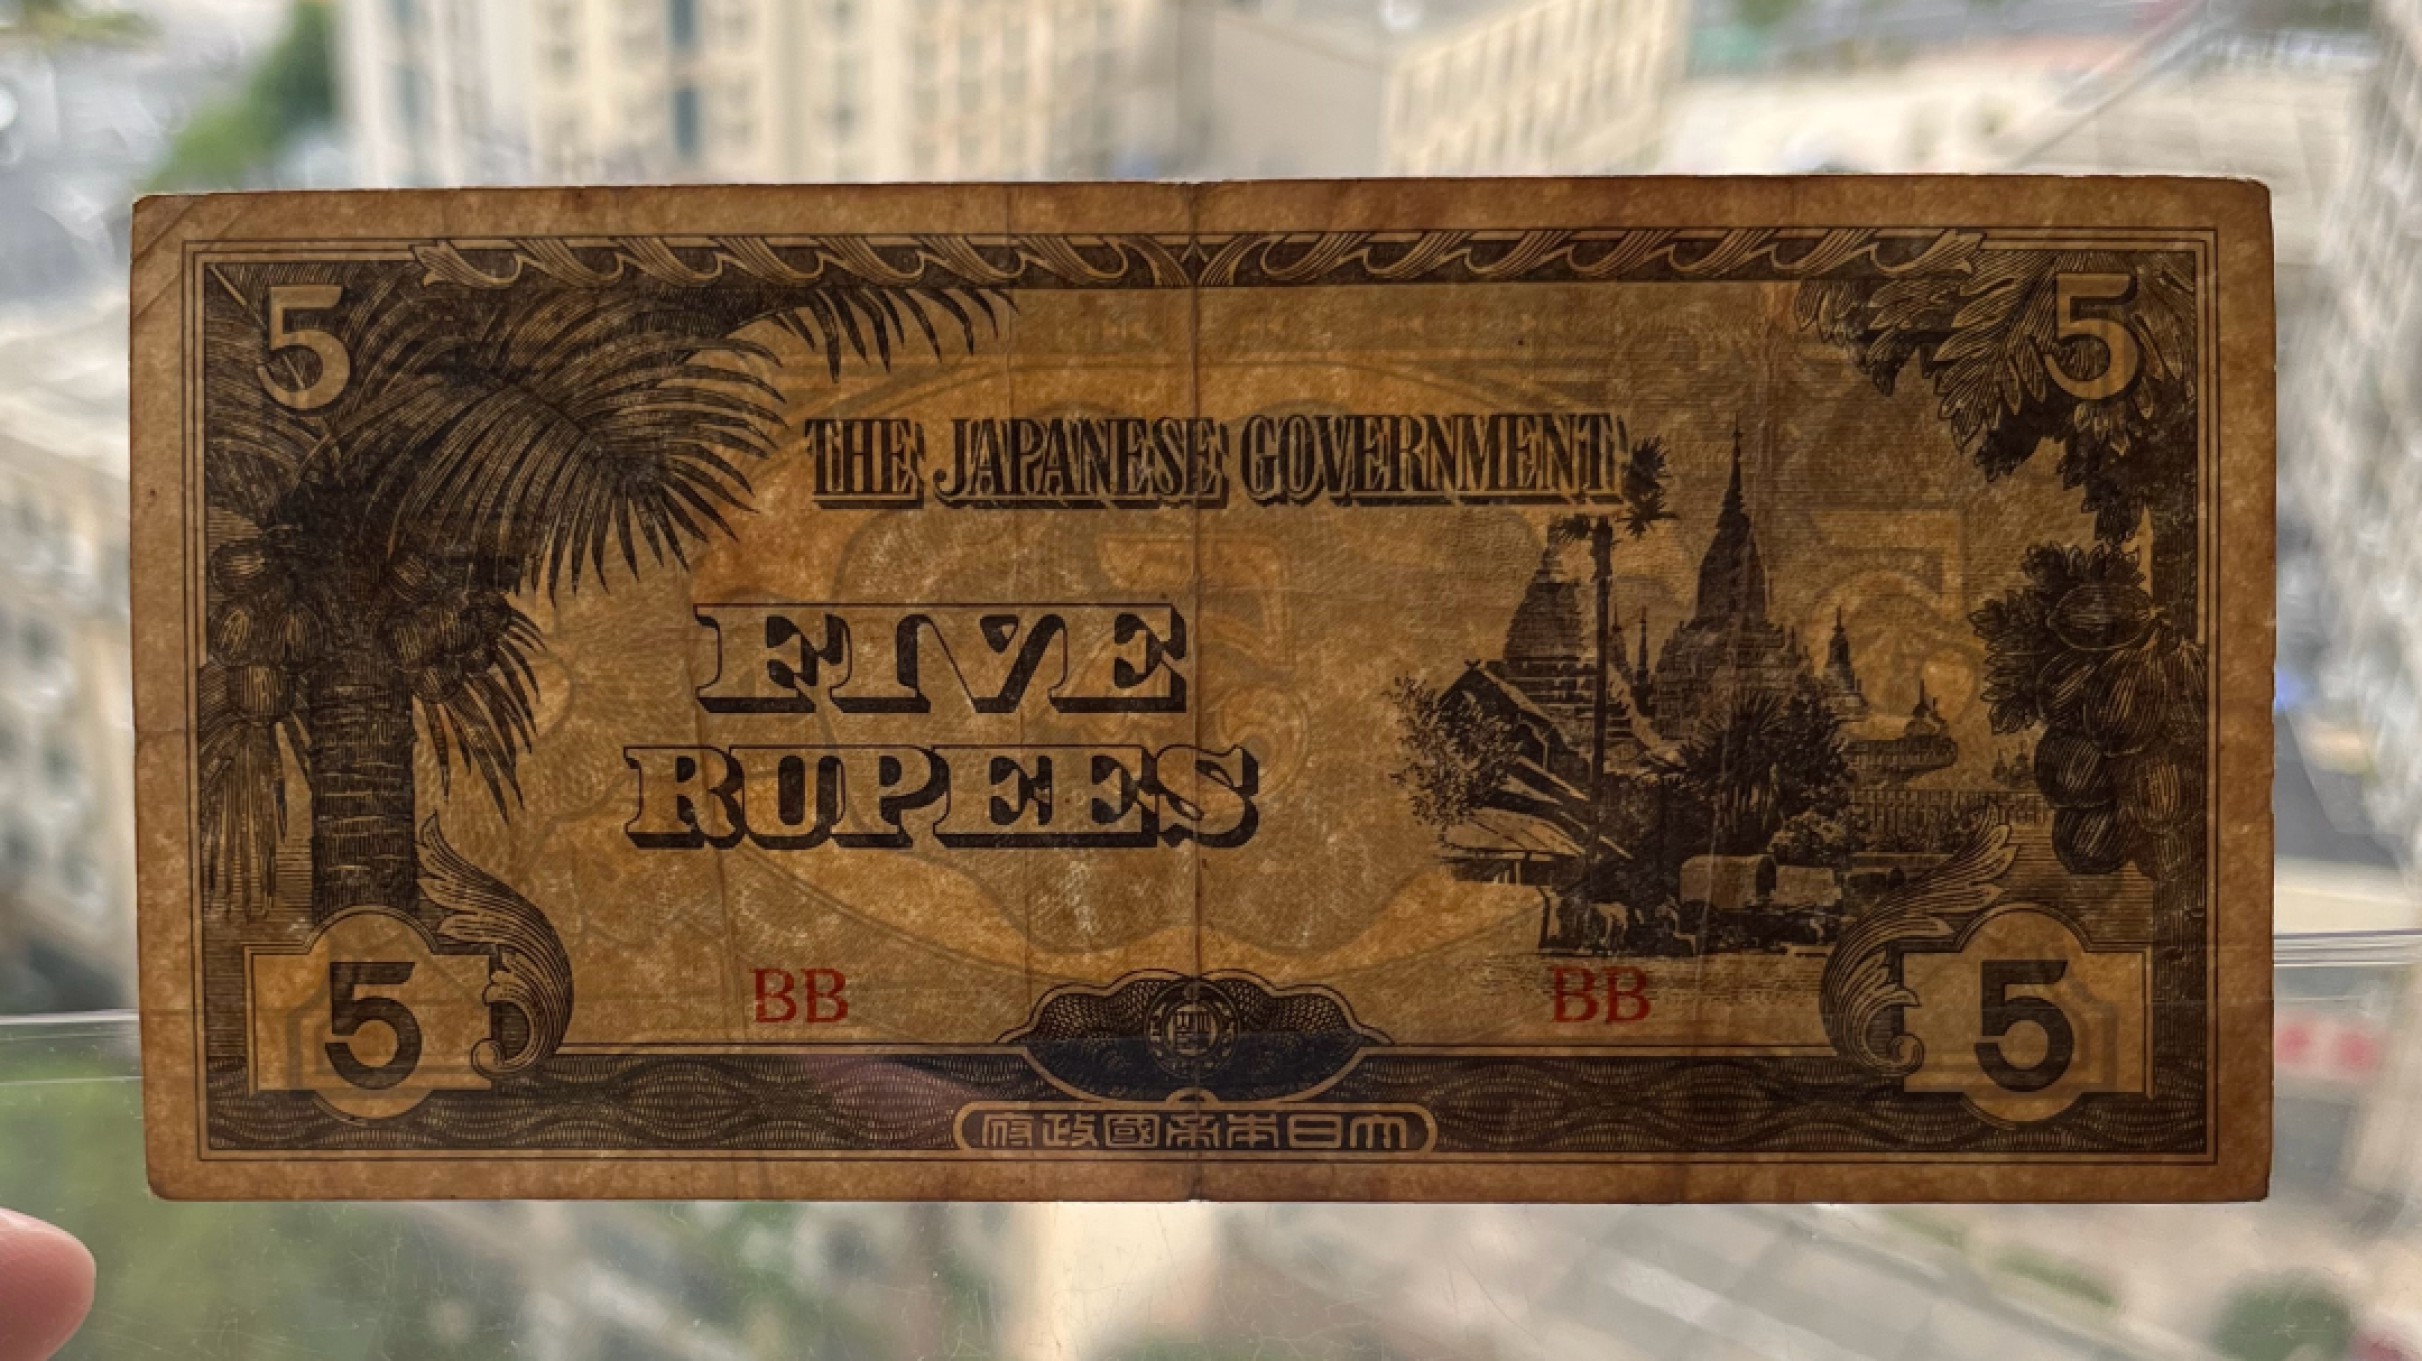 5 5
THE JAPANESE GOVERNMENT
FIVE
RUPEES
BB BB
5 5
府政國帝本日大